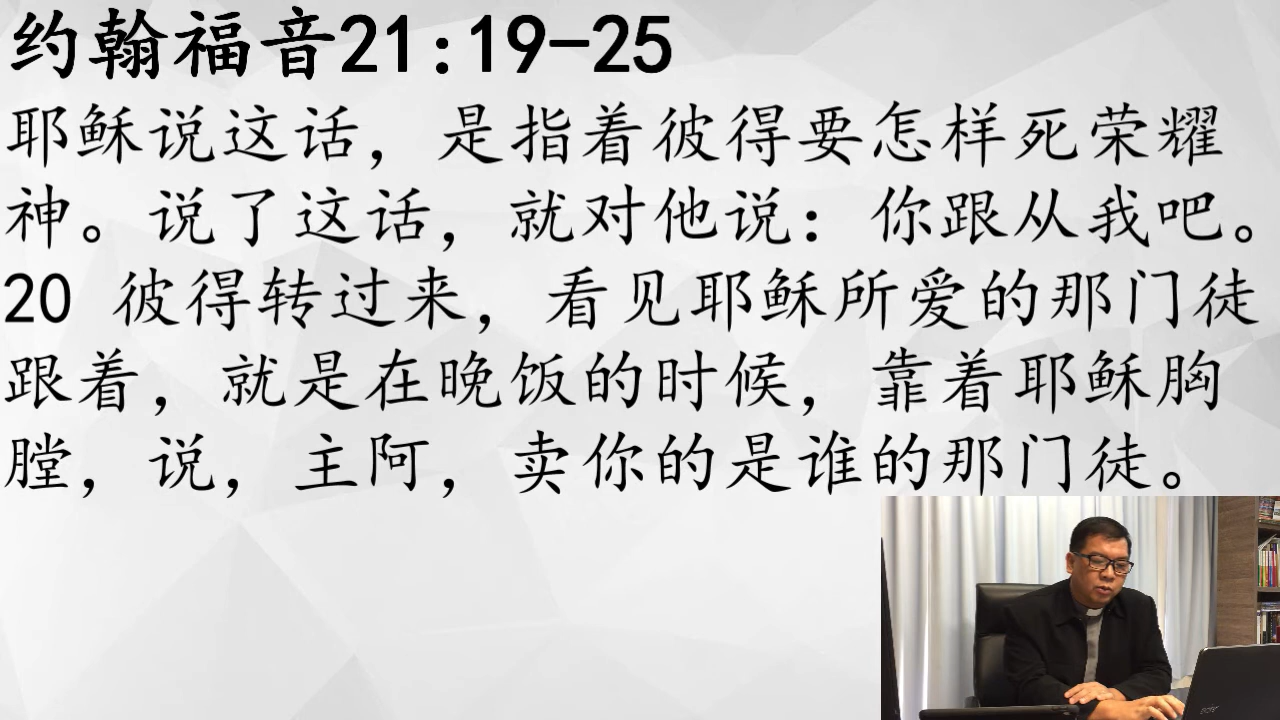 约翰福音21:19-25
耶稣说这话，是指着彼得要怎样死荣耀
神。说了这话，就对他说：你跟从我吧。
20 彼得转过来，看见耶稣所爱的那门徒
跟着，就是在晚饭的时候，靠着耶稣胸
膛，说，主阿，卖你的是谁的那门徒。
acer